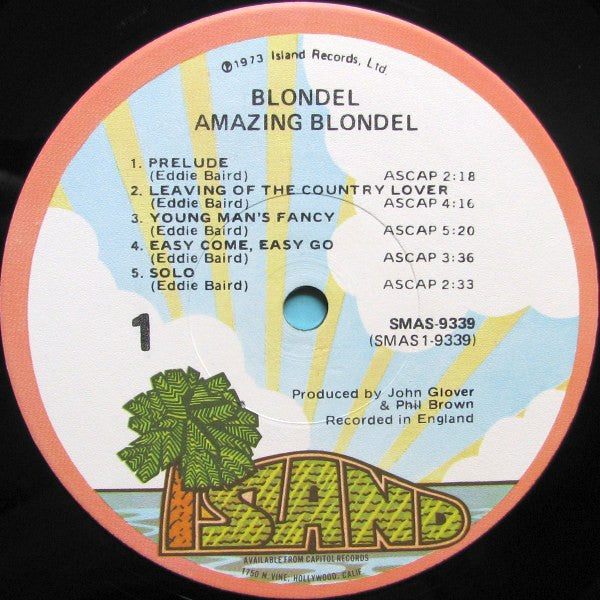 ℗1973 Island Records, Ltd.
BLONDEL
AMAZING BLONDEL
1. PRELUDE
(Eddie Baird) ASCAP 2:18
2. LEAVING OF THE COUNTRY LOVER
(Eddie Baird) ASCAP 4:16
3. YOUNG MAN'S FANCY
(Eddie Baird) ASCAP 5:20
4. EASY COME, EASY GO
(Eddie Baird) ASCAP 3:36
5. SOLO
(Eddie Baird) ASCAP 2:33
1
SMAS-9339
(SMAS1-9339)
Produced by John Glover
& Phil Brown
Recorded in England
ISLAND
AVAILABLE FROM CAPITOL RECORDS
1750 N. VINE, HOLLYWOOD, CALIF.